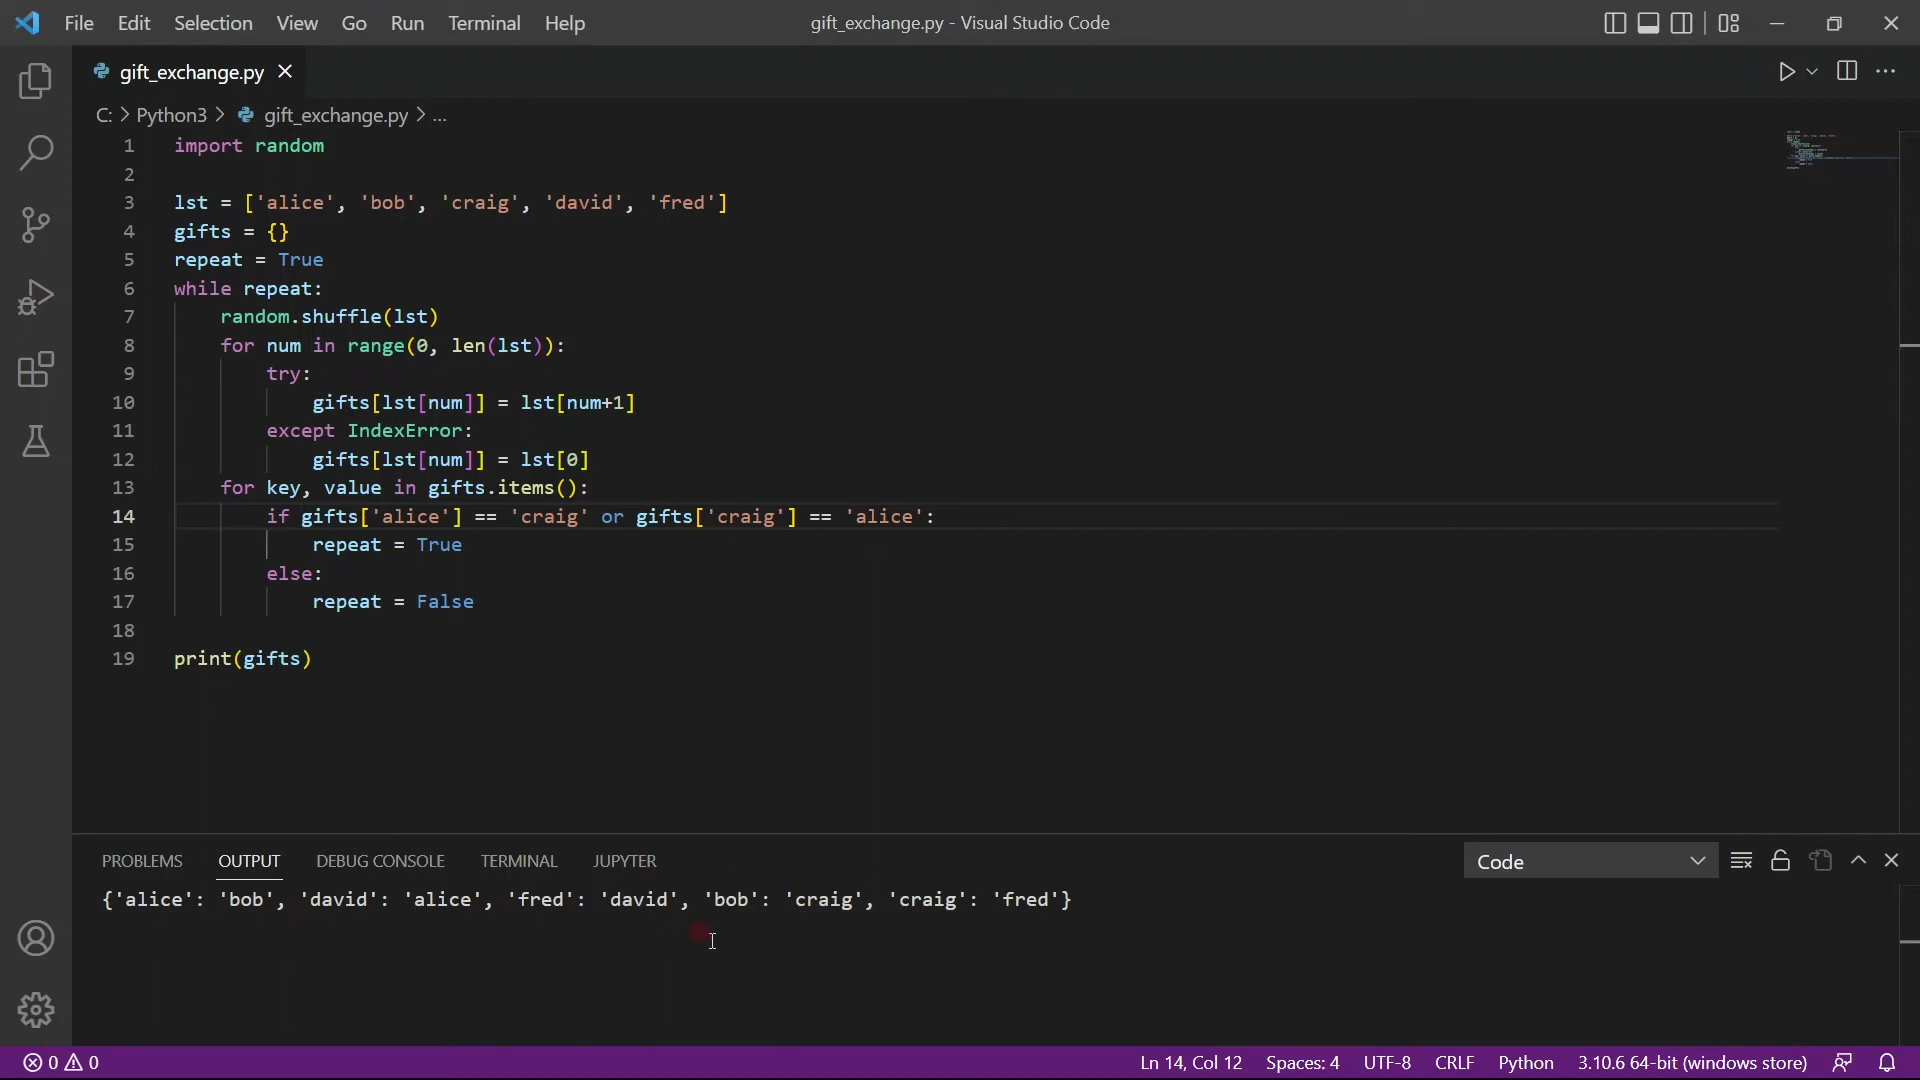 File Edit Selection View Go Run Terminal Help gift_exchange.py - Visual Studio Code
gift_exchange.py
C: > Python3 > gift_exchange.py > ...
1 import random
2
3 lst = ['alice', 'bob', 'craig', 'david', 'fred']
4 gifts = {}
5 repeat = True
6 while repeat:
7     random.shuffle(lst)
8     for num in range(0, len(lst)):
9         try:
10             gifts[lst[num]] = lst[num+1]
11         except IndexError:
12             gifts[lst[num]] = lst[0]
13     for key, value in gifts.items():
14         if gifts['alice'] == 'craig' or gifts['craig'] == 'alice':
15             repeat = True
16         else:
17             repeat = False
18
19 print(gifts)
PROBLEMS OUTPUT DEBUG CONSOLE TERMINAL JUPYTER Code
{'alice': 'bob', 'david': 'alice', 'fred': 'david', 'bob': 'craig', 'craig': 'fred'}
0 0 Ln 14, Col 12 Spaces: 4 UTF-8 CRLF Python 3.10.6 64-bit (windows store)